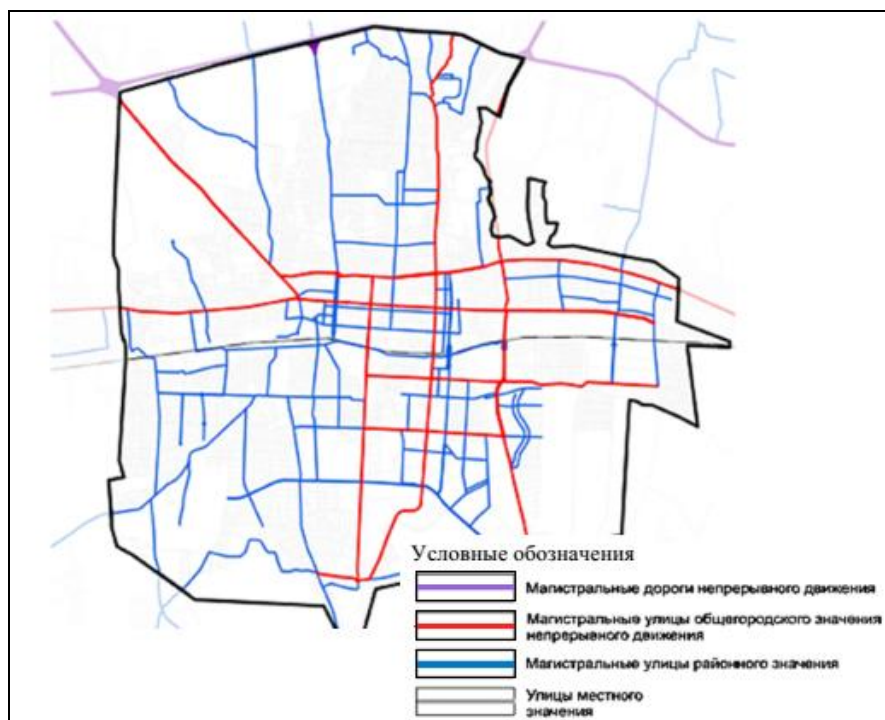 Условные обозначения
Магистральные дороги непрерывного движения
Магистральные улицы общегородского значения
непрерывного движения
Магистральные улицы районного значения
Улицы местного
значения